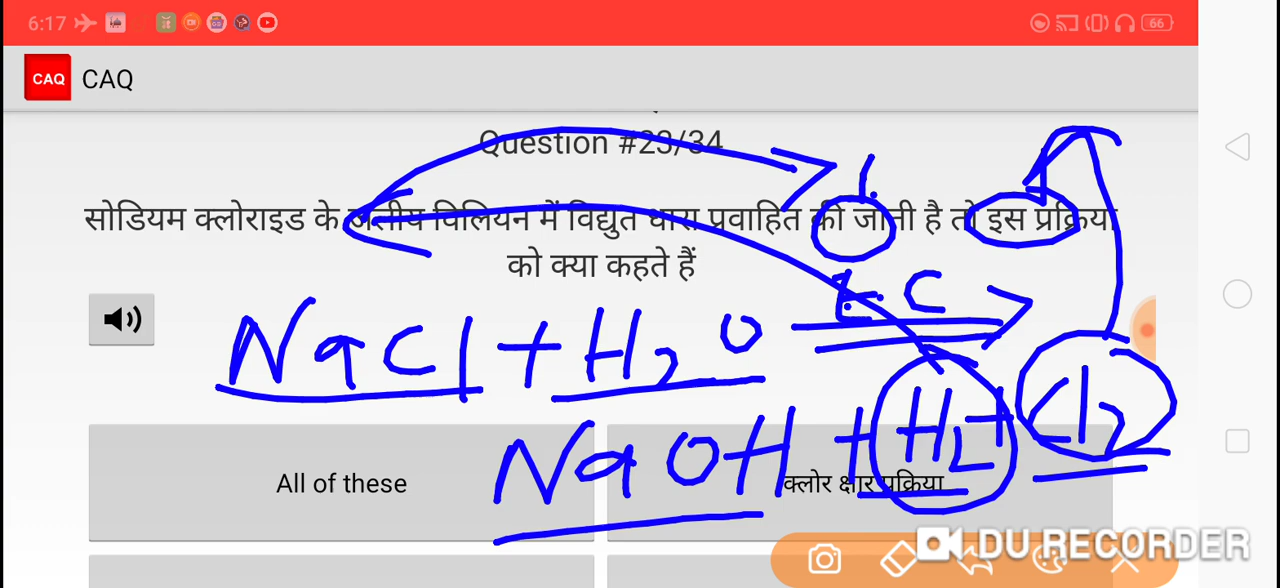 6:17
66
CAQ CAQ
Question #23/34
सोडियम क्लोराइड के जलीय विलियन में विद्युत धारा प्रवाहित की जाती है तो इस प्रक्रिया
को क्या कहते हैं
E.C
NaCl + H₂O
NaOH + H₂ + Cl₂
All of these
क्लोर क्षार प्रक्रिया
DU RECORDER